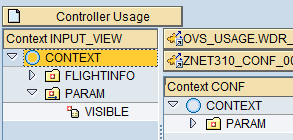 Controller Usage
Context INPUT_VIEW
CONTEXT
FLIGHTINFO
PARAM
VISIBLE
OVS_USAGE.WDR_
ZNET310_CONF_00
Context CONF
CONTEXT
PARAM